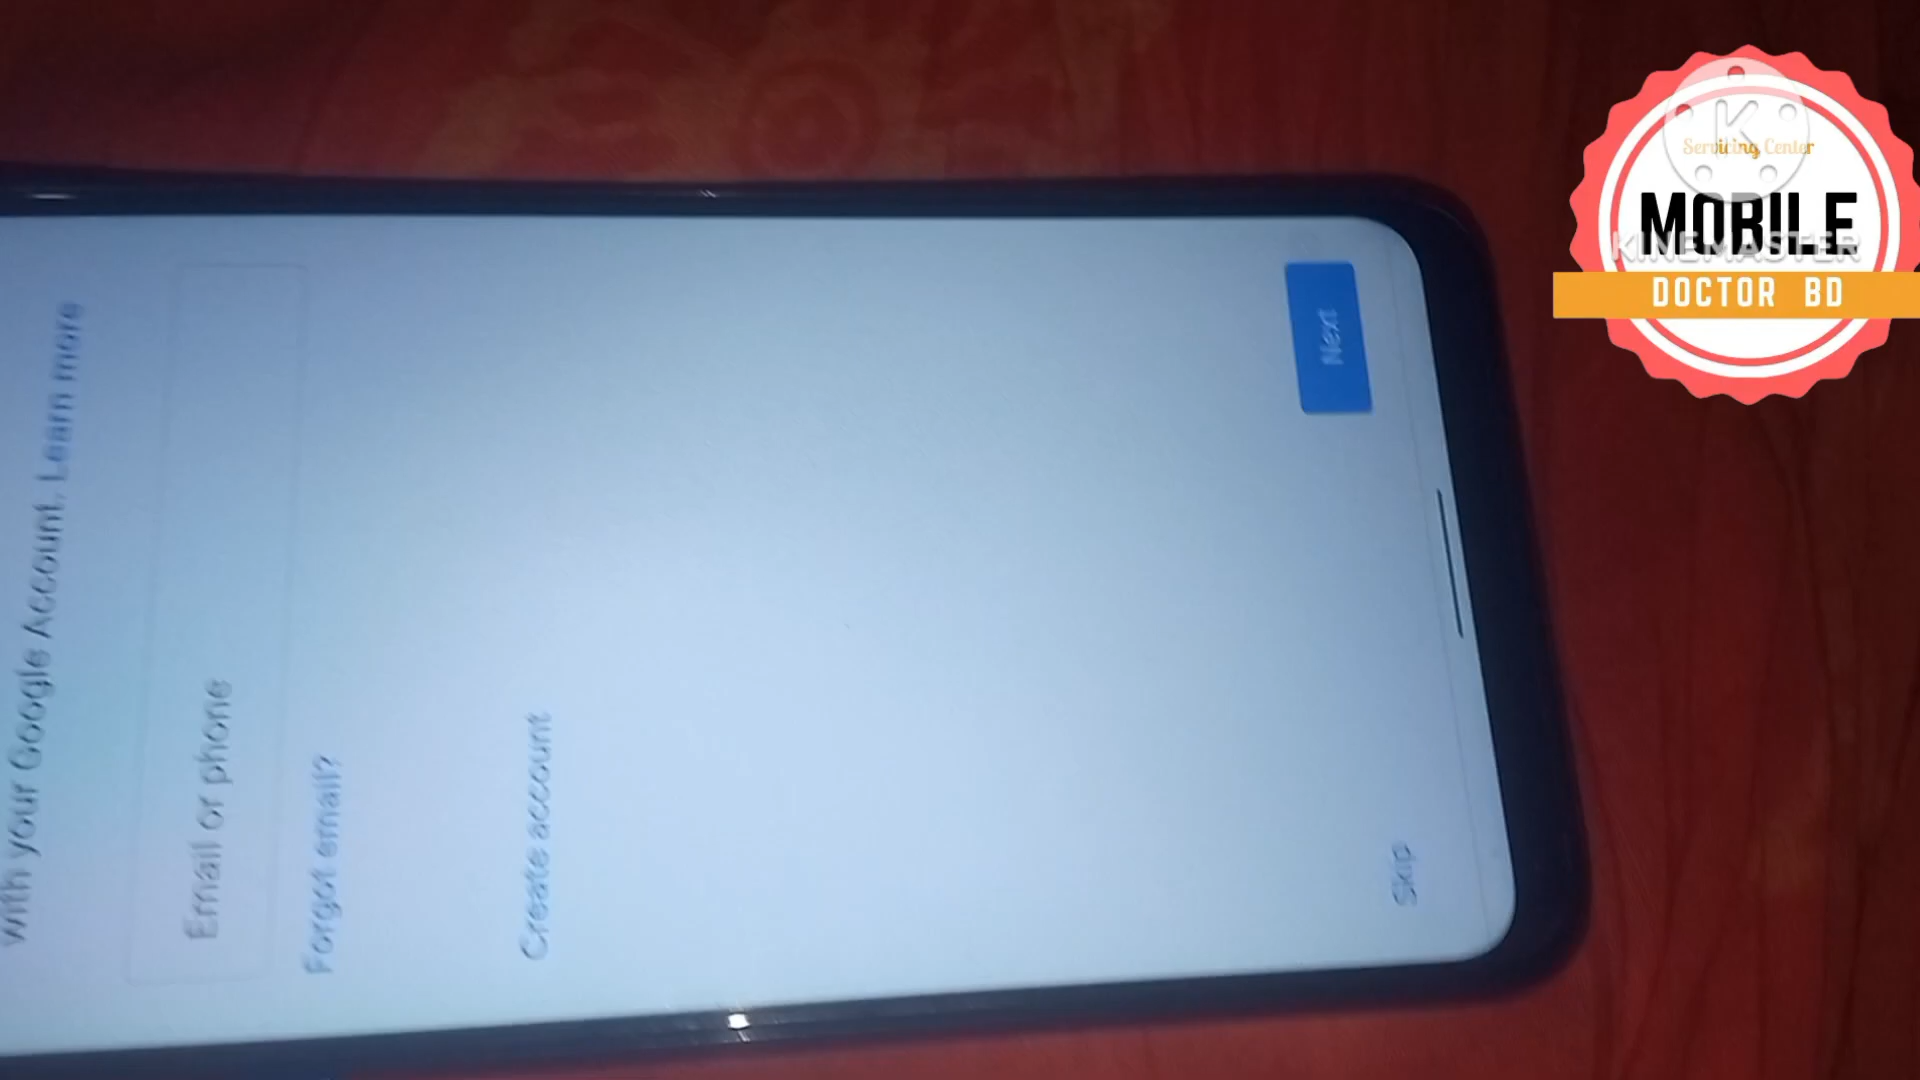 with your Google Account. Learn more
Email or phone
Forgot email?
Create account
Skip
Next
Servicing Center
MOBILE
KINEMASTER
DOCTOR BD